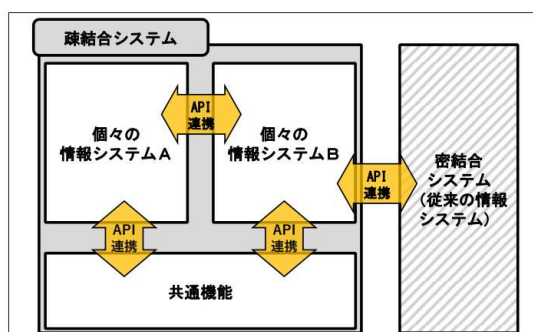 疎結合システム
個々の
情報システムA
API
連携
個々の
情報システムB
API
連携
密結合
システム
（従来の情報
システム）
API
連携
API
連携
共通機能